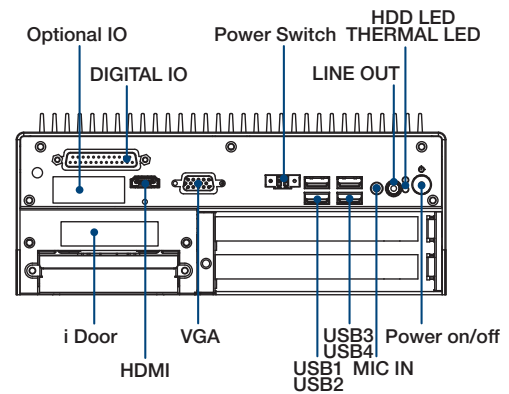 HDD LED
Optional IO
Power Switch
THERMAL LED
DIGITAL IO
LINE OUT
i Door
VGA
USB3
Power on/off
USB4
HDMI
USB1
MIC IN
USB2